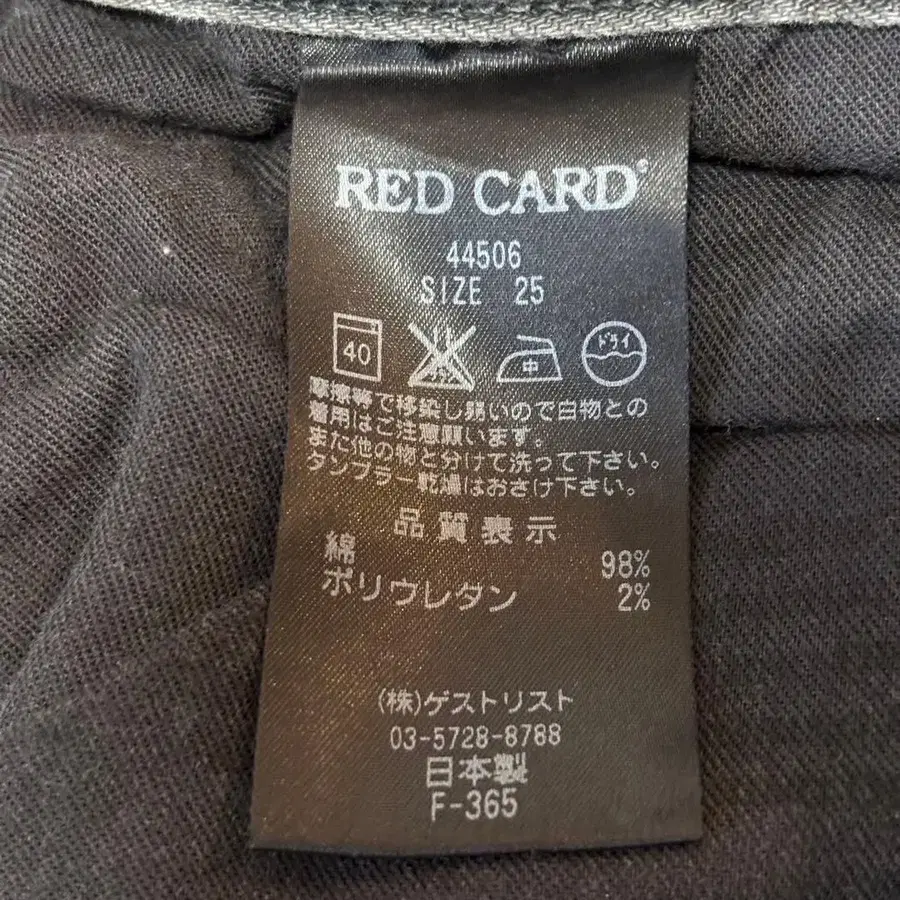 RED CARD®
44506
SIZE 25
40 中 ドライ
摩擦等で移染し易いので白物との
着用はご注意願います。
また他の物と分けて洗って下さい。
タンブラー乾燥はおさけ下さい。
品質表示
綿 98%
ポリウレタン 2%
(株)ゲストリスト
03-5728-8788
日本製
F-365